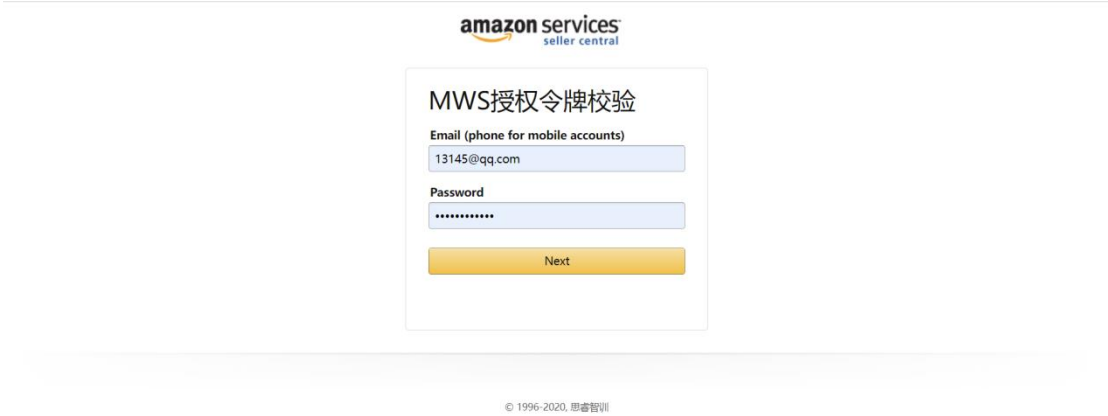 amazon services
seller central
MWS授权令牌校验
Email (phone for mobile accounts)
13145@qq.com
Password
••••••••••••
Next
© 1996-2020, 思睿智训